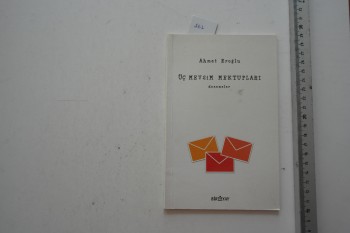 Ahmet Eroğlu
ÜÇ MEVSİM MEKTUPLARI
denemeler